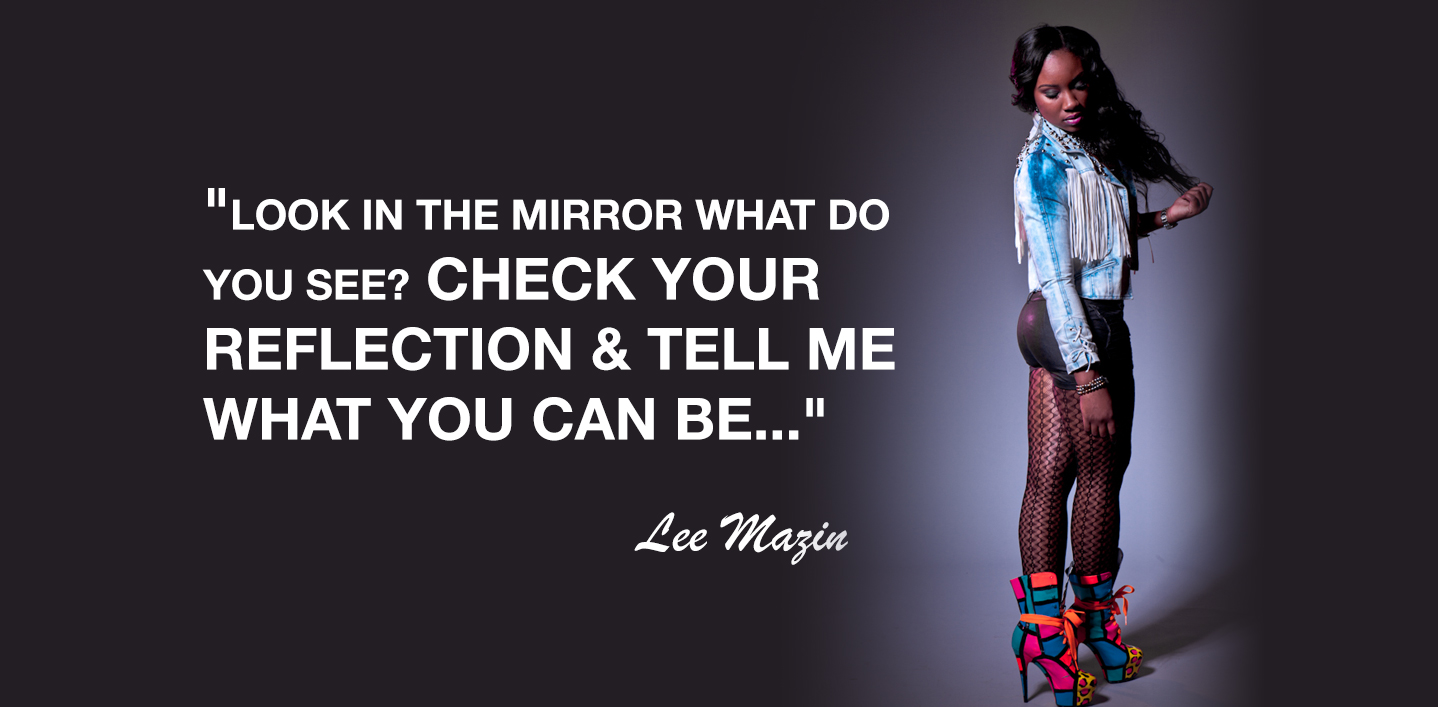 "LOOK IN THE MIRROR WHAT DO
YOU SEE? CHECK YOUR
REFLECTION & TELL ME
WHAT YOU CAN BE..."
Lee Mazin